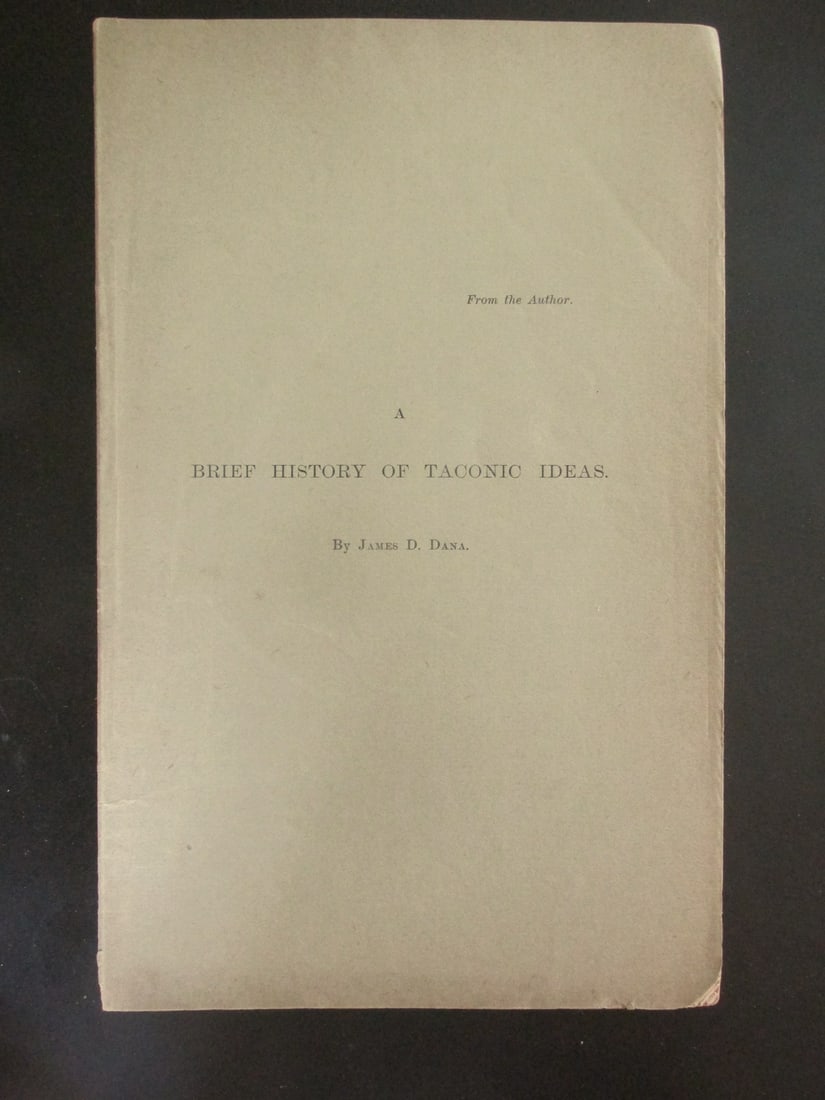 From the Author.
A
BRIEF HISTORY OF TACONIC IDEAS.
By James D. Dana.